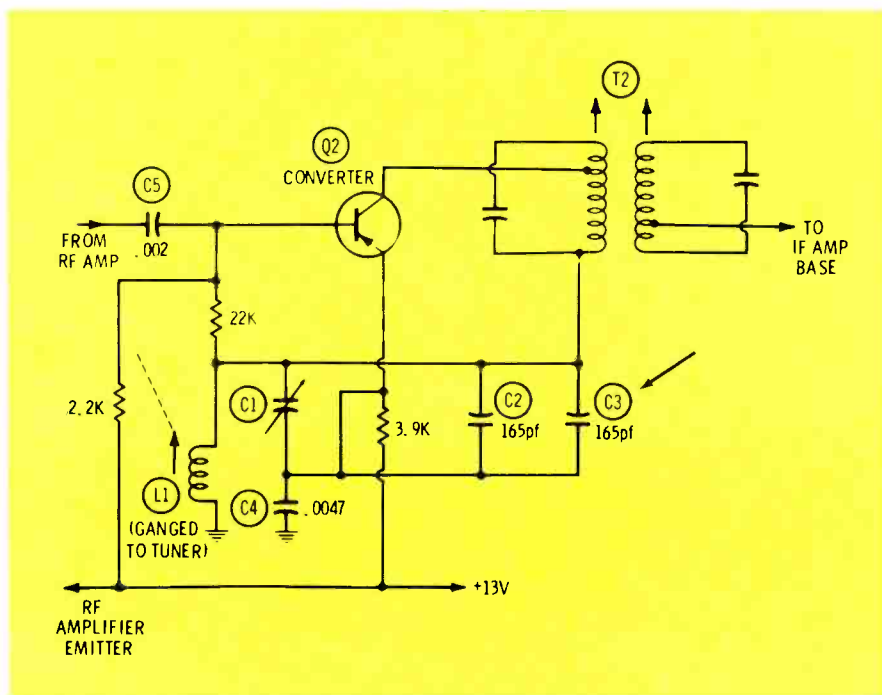 T2
Q2
CONVERTER
C5
FROM
RF AMP
.002
TO
IF AMP
BASE
22K
2.2K
C1
3.9K
C2
165pf
C3
165pf
L1
(GANGED
TO TUNER)
C4
.0047
+13V
RF
AMPLIFIER
EMITTER